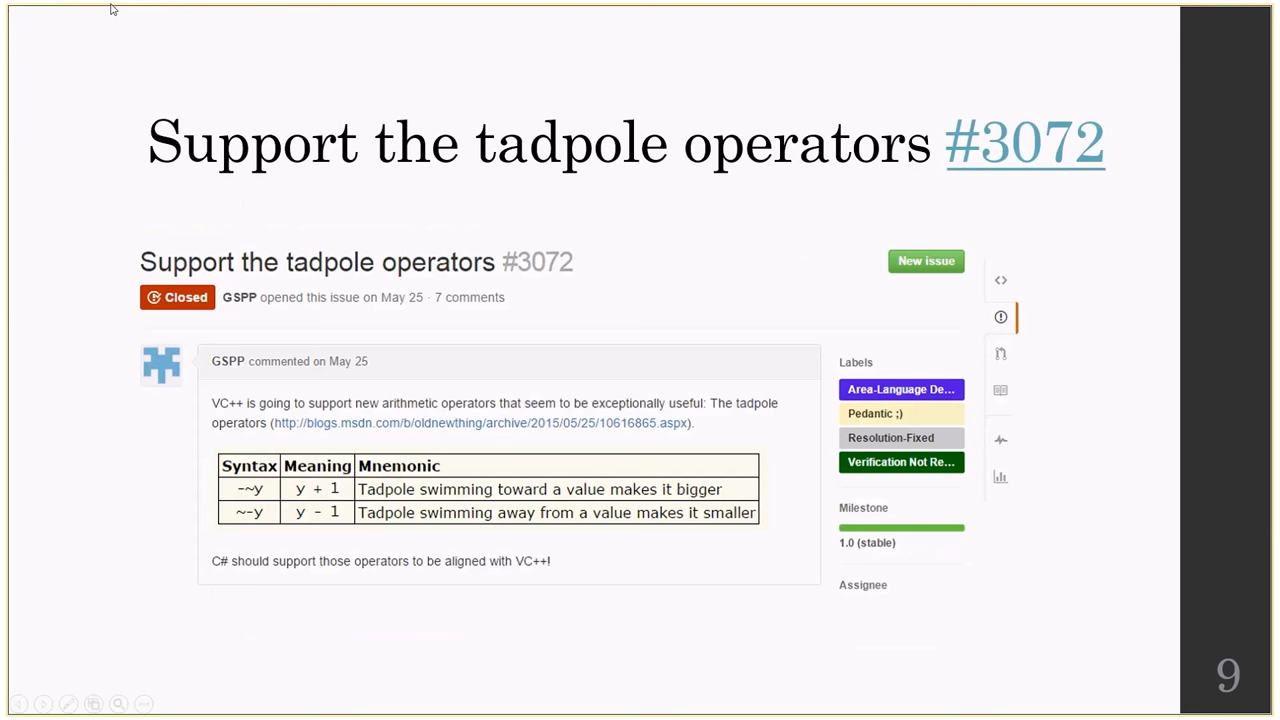 Support the tadpole operators #3072
Support the tadpole operators #3072
New issue
Closed GSPP opened this issue on May 25 · 7 comments
GSPP commented on May 25
VC++ is going to support new arithmetic operators that seem to be exceptionally useful: The tadpole
operators (http://blogs.msdn.com/b/oldnewthing/archive/2015/05/25/10616865.aspx).
Syntax Meaning Mnemonic
-~y y + 1 Tadpole swimming toward a value makes it bigger
~-y y - 1 Tadpole swimming away from a value makes it smaller
C# should support those operators to be aligned with VC++!
Labels
Area-Language De...
Pedantic ;)
Resolution-Fixed
Verification Not Re...
Milestone
1.0 (stable)
Assignee
9